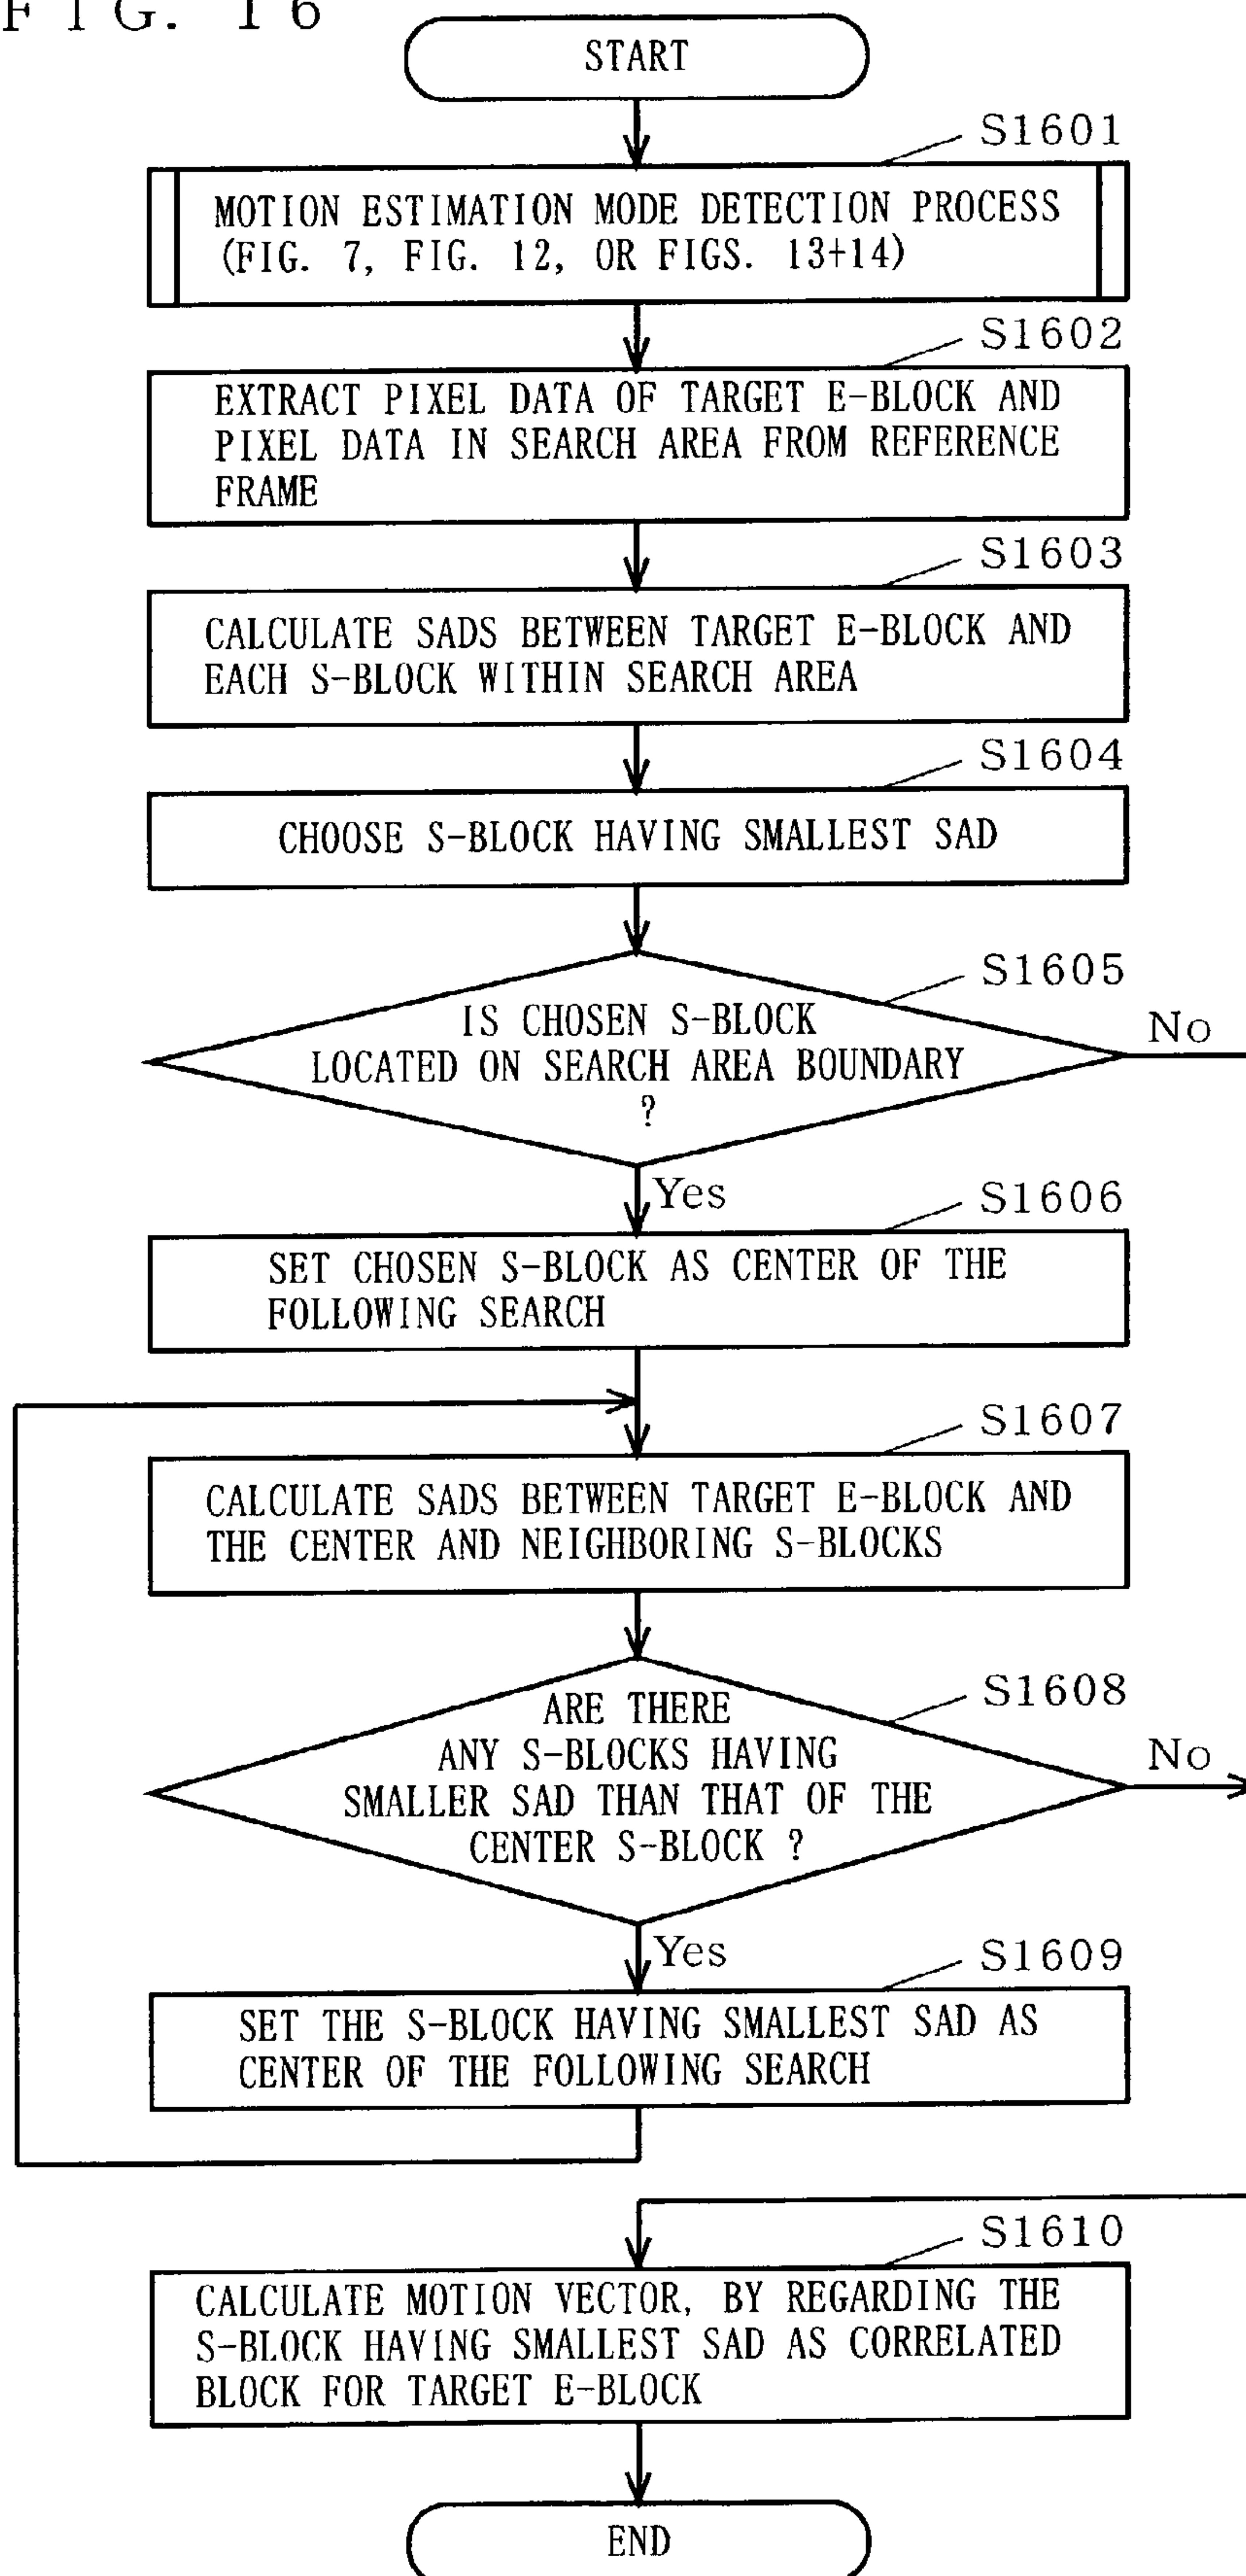 FIG. 16
START
S1601
MOTION ESTIMATION MODE DETECTION PROCESS
(FIG. 7, FIG. 12, OR FIGS. 13+14)
S1602
EXTRACT PIXEL DATA OF TARGET E-BLOCK AND
PIXEL DATA IN SEARCH AREA FROM REFERENCE
FRAME
S1603
CALCULATE SADS BETWEEN TARGET E-BLOCK AND
EACH S-BLOCK WITHIN SEARCH AREA
S1604
CHOOSE S-BLOCK HAVING SMALLEST SAD
S1605
IS CHOSEN S-BLOCK
LOCATED ON SEARCH AREA BOUNDARY
?
No
Yes
S1606
SET CHOSEN S-BLOCK AS CENTER OF THE
FOLLOWING SEARCH
S1607
CALCULATE SADS BETWEEN TARGET E-BLOCK AND
THE CENTER AND NEIGHBORING S-BLOCKS
S1608
ARE THERE
ANY S-BLOCKS HAVING
SMALLER SAD THAN THAT OF THE
CENTER S-BLOCK ?
No
Yes
S1609
SET THE S-BLOCK HAVING SMALLEST SAD AS
CENTER OF THE FOLLOWING SEARCH
S1610
CALCULATE MOTION VECTOR, BY REGARDING THE
S-BLOCK HAVING SMALLEST SAD AS CORRELATED
BLOCK FOR TARGET E-BLOCK
END